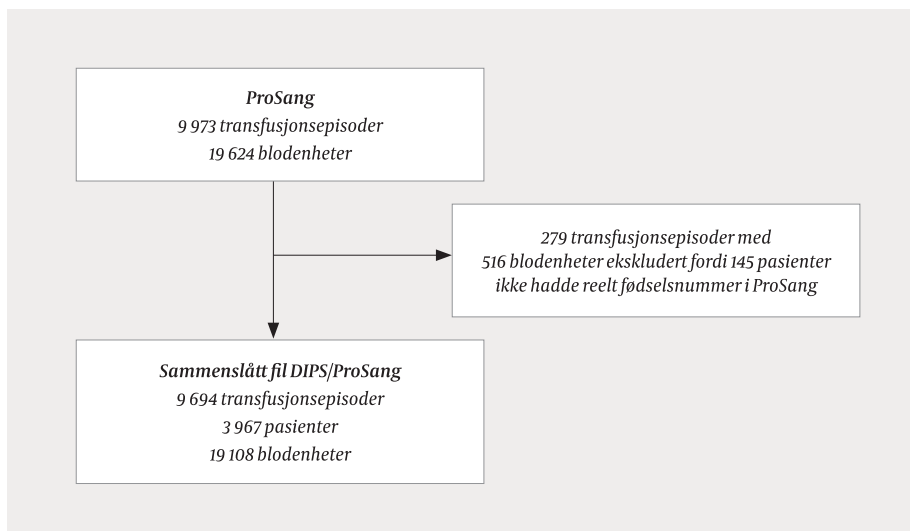 ProSang
9 973 transfusjonsepisoder
19 624 blodenheter
279 transfusjonsepisoder med
516 blodenheter ekskludert fordi 145 pasienter
ikke hadde reelt fødselsnummer i ProSang
Sammenslått fil DIPS/ProSang
9 694 transfusjonsepisoder
3 967 pasienter
19 108 blodenheter